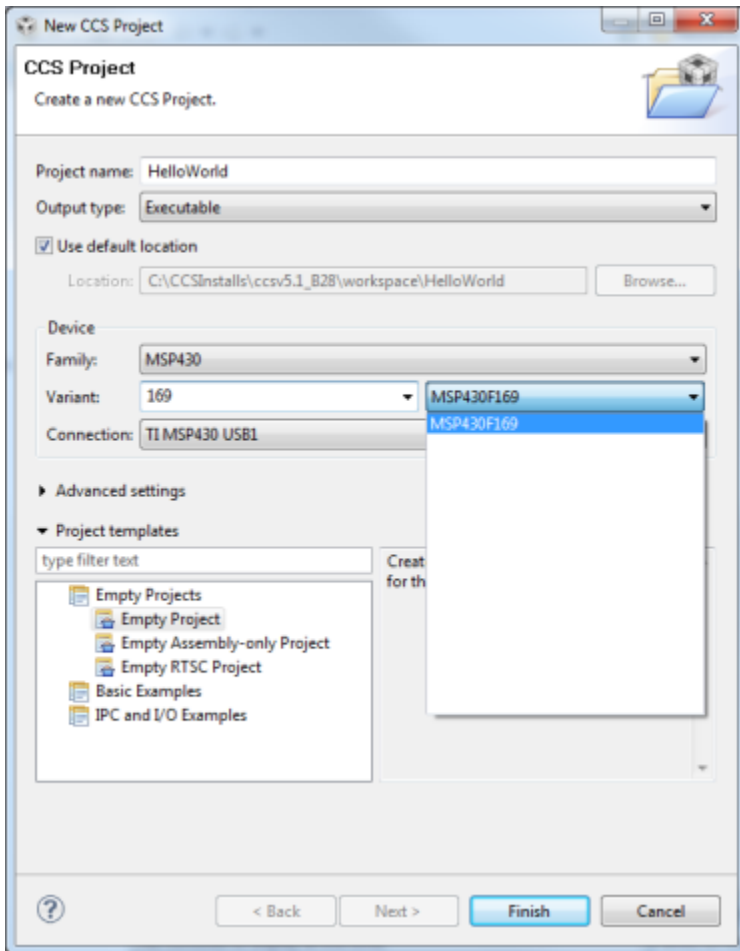 New CCS Project
CCS Project
Create a new CCS Project.
Project name: HelloWorld
Output type: Executable
Use default location
Location: C:\CCSInstalls\ccsv5.1_B28\workspace\HelloWorld Browse...
Device
Family: MSP430
Variant: 169 MSP430F169
MSP430F169
Connection: TI MSP430 USB1
Advanced settings
Project templates
type filter text
Creat
for th
Empty Projects
Empty Project
Empty Assembly-only Project
Empty RTSC Project
Basic Examples
IPC and I/O Examples
? < Back Next > Finish Cancel